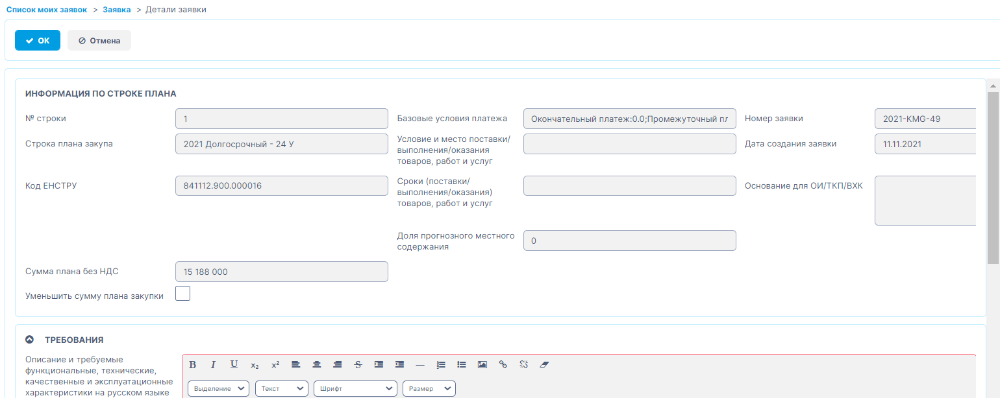 Список моих заявок > Заявка > Детали заявки
ОК Отмена
ИНФОРМАЦИЯ ПО СТРОКЕ ПЛАНА
№ строки 1 Базовые условия платежа Окончательный платеж:0.0;Промежуточный пл Номер заявки 2021-KMG-49
Строка плана закупа 2021 Долгосрочный - 24 У Условие и место поставки/
выполнения/оказания
товаров, работ и услуг
Дата создания заявки 11.11.2021
Код ЕНСТРУ 841112.900.000016 Сроки (поставки/
выполнения/оказания)
товаров, работ и услуг
Основание для ОИ/ТКП/ВХК
Доля прогнозного местного
содержания
0
Сумма плана без НДС 15 188 000
Уменьшить сумму плана закупки
ТРЕБОВАНИЯ
Описание и требуемые
функциональные, технические,
качественные и эксплуатационные
характеристики на русском языке
B I U x₂ x² S
Выделение Текст Шрифт Размер